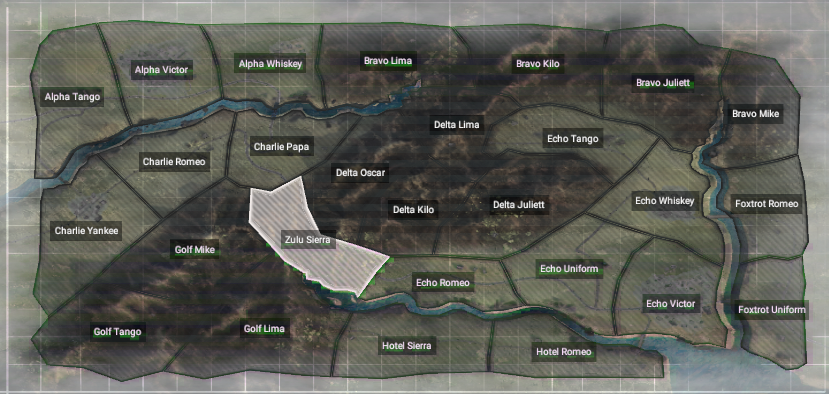 Bravo Lima
Bravo Kilo
Alpha Whiskey
Alpha Victor
Bravo Juliett
Alpha Tango
Bravo Mike
Delta Lima
Echo Tango
Charlie Papa
Charlie Romeo
Delta Oscar
Echo Whiskey
Foxtrot Romeo
Delta Juliett
Delta Kilo
Charlie Yankee
Zulu Sierra
Golf Mike
Echo Uniform
Echo Romeo
Echo Victor
Foxtrot Uniform
Golf Lima
Golf Tango
Hotel Sierra
Hotel Romeo